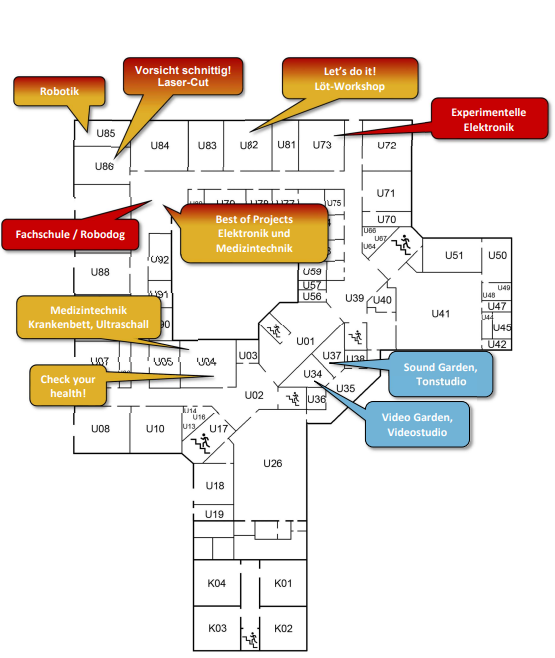 Vorsicht schnittig!
Laser-Cut
Let's do it!
Löt-Workshop
Robotik
Experimentelle
Elektronik
U85
U86
U84
U83
U82
U81
U73
U72
U71
U70
U75
U66
U67
U64
Fachschule / Robodog
Best of Projects
Elektronik und
Medizintechnik
U92
U88
U91
U59
U57
U56
U51
U50
U49
U48
U47
U44
U45
U42
U41
U40
U39
Medizintechnik
Krankenbett, Ultraschall
U01
U03
U04
U05
U07
U37
U38
U34
U35
U36
U02
Sound Garden,
Tonstudio
Check your
health!
Video Garden,
Videostudio
U08
U10
U14
U16
U13
U17
U26
U18
U19
K04
K01
K03
K02